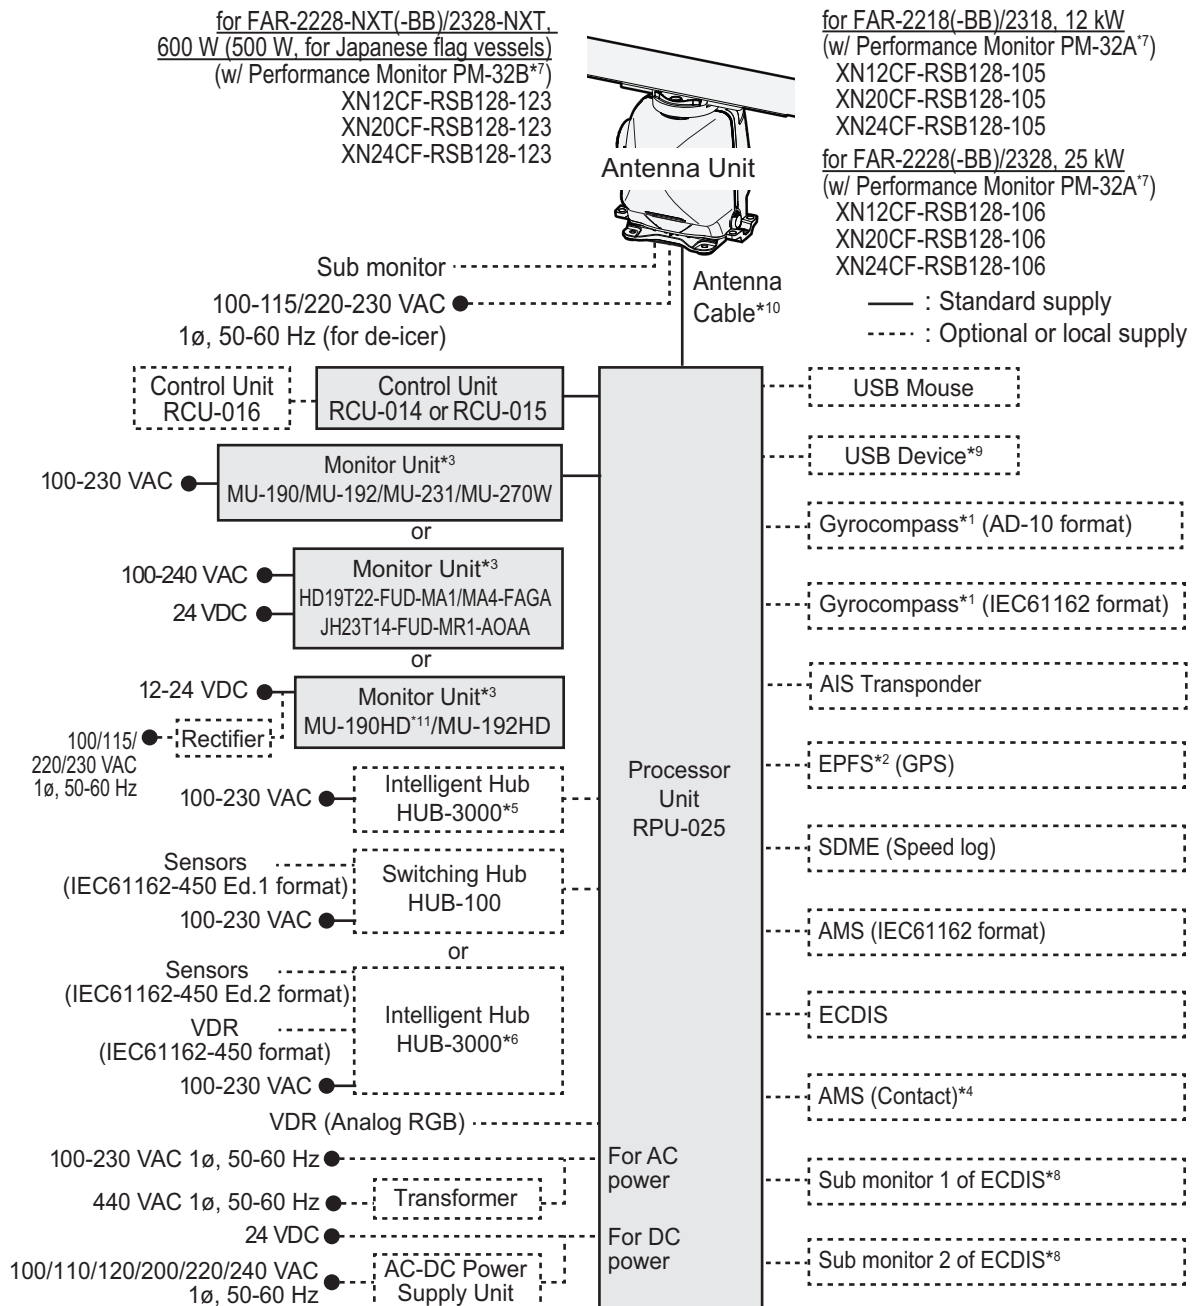 for FAR-2228-NXT(-BB)/2328-NXT,
600 W (500 W, for Japanese flag vessels)
(w/ Performance Monitor PM-32B*7)
XN12CF-RSB128-123
XN20CF-RSB128-123
XN24CF-RSB128-123
for FAR-2218(-BB)/2318, 12 kW
(w/ Performance Monitor PM-32A*7)
XN12CF-RSB128-105
XN20CF-RSB128-105
XN24CF-RSB128-105
for FAR-2228(-BB)/2328, 25 kW
(w/ Performance Monitor PM-32A*7)
XN12CF-RSB128-106
XN20CF-RSB128-106
XN24CF-RSB128-106
Antenna Unit
Sub monitor
100-115/220-230 VAC
1ø, 50-60 Hz (for de-icer)
Antenna
Cable*10
: Standard supply
: Optional or local supply
Control Unit
RCU-016
Control Unit
RCU-014 or RCU-015
100-230 VAC
Monitor Unit*3
MU-190/MU-192/MU-231/MU-270W
or
100-240 VAC
24 VDC
Monitor Unit*3
HD19T22-FUD-MA1/MA4-FAGA
JH23T14-FUD-MR1-AOAA
or
12-24 VDC
Monitor Unit*3
MU-190HD*11/MU-192HD
100/115/
220/230 VAC
1ø, 50-60 Hz
Rectifier
100-230 VAC
Intelligent Hub
HUB-3000*5
Sensors
(IEC61162-450 Ed.1 format)
100-230 VAC
Switching Hub
HUB-100
or
Sensors
(IEC61162-450 Ed.2 format)
VDR
(IEC61162-450 format)
100-230 VAC
Intelligent Hub
HUB-3000*6
VDR (Analog RGB)
100-230 VAC 1ø, 50-60 Hz
440 VAC 1ø, 50-60 Hz
Transformer
24 VDC
100/110/120/200/220/240 VAC
1ø, 50-60 Hz
AC-DC Power
Supply Unit
Processor
Unit
RPU-025
For AC
power
For DC
power
USB Mouse
USB Device*9
Gyrocompass*1 (AD-10 format)
Gyrocompass*1 (IEC61162 format)
AIS Transponder
EPFS*2 (GPS)
SDME (Speed log)
AMS (IEC61162 format)
ECDIS
AMS (Contact)*4
Sub monitor 1 of ECDIS*8
Sub monitor 2 of ECDIS*8